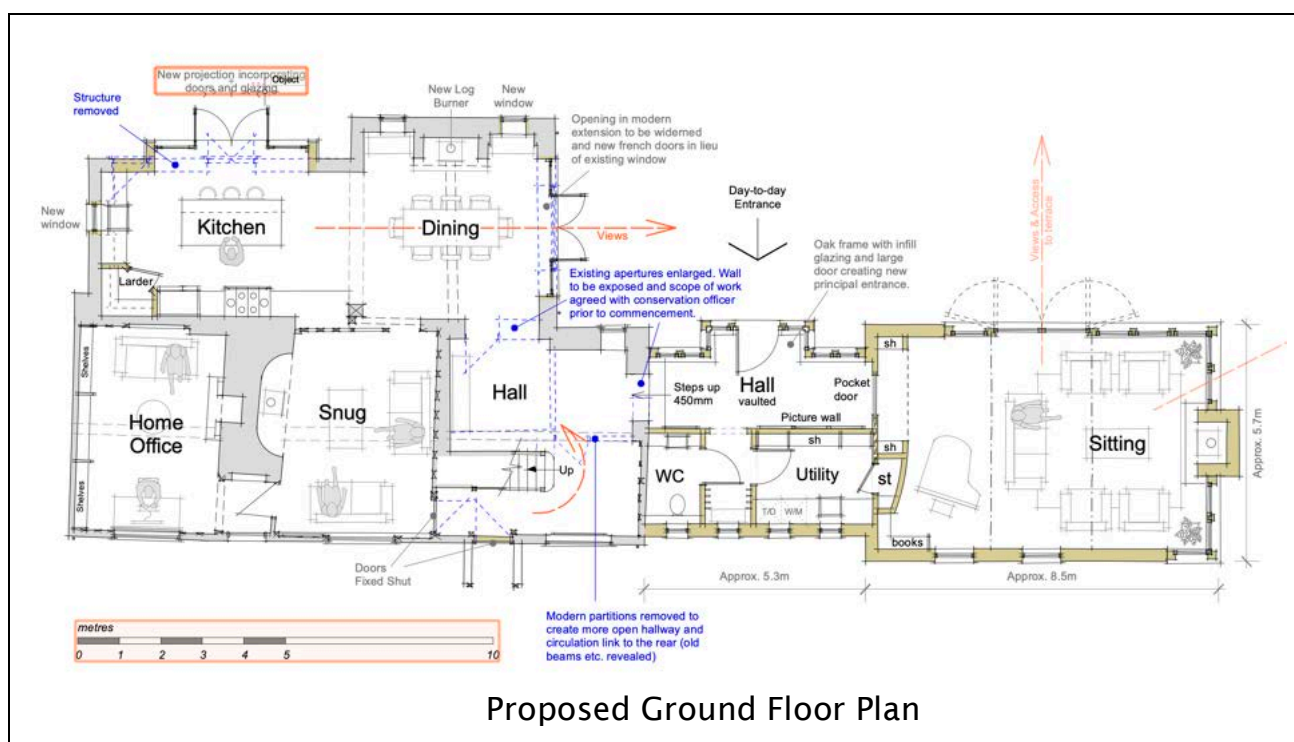 New projection incorporating
doors and glazing
Object
Structure
removed
New Log
Burner
New
window
Opening in modern
extension to be widerned
and new french doors in lieu
of existing window
Day-to-day
Entrance
Views & Access
to terrace
New
window
Kitchen
Dining
Views
Oak frame with infill
glazing and large
door creating new
principal entrance.
Larder
Existing apertures enlarged. Wall
to be exposed and scope of work
agreed with conservation officer
prior to commencement.
Shelves
Home
Office
Shelves
Snug
Hall
Steps up
450mm
Hall
vaulted
Pocket
door
Picture wall
sh
sh
sh
Up
WC
Utility
T/D
W/M
st
books
Sitting
Approx. 5.7m
Doors
Fixed Shut
Approx. 5.3m
Approx. 8.5m
Modern partitions removed to
create more open hallway and
circulation link to the rear (old
beams etc. revealed)
metres
0 1 2 3 4 5 10
Proposed Ground Floor Plan